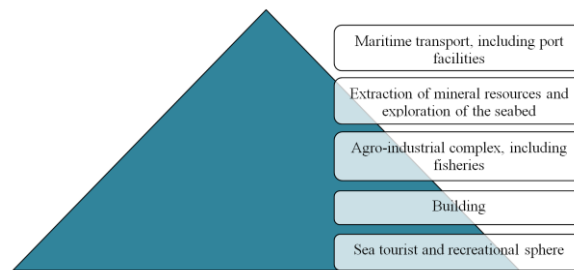 Maritime transport, including port
facilities
Extraction of mineral resources and
exploration of the seabed
Agro-industrial complex, including
fisheries
Building
Sea tourist and recreational sphere